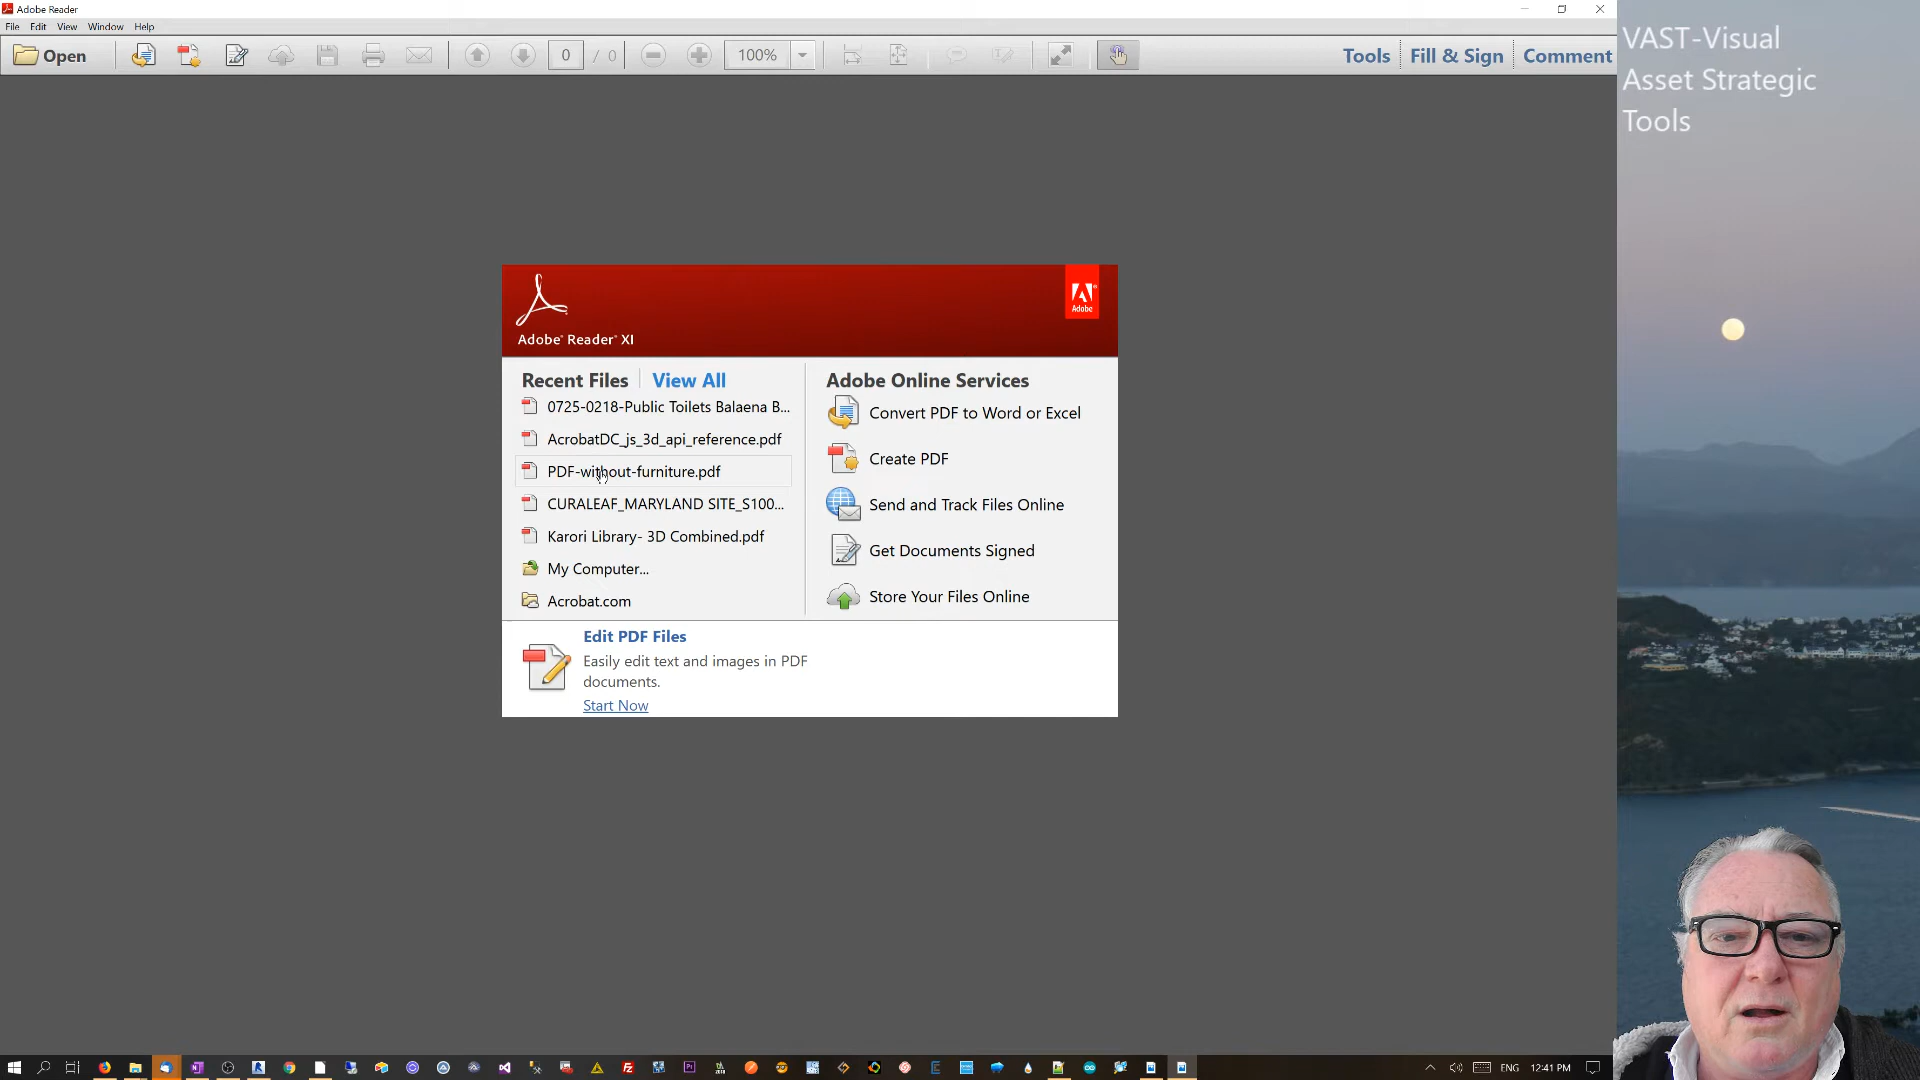 Adobe Reader
File Edit View Window Help
Open 0 / 0 100% Tools Fill & Sign Comment
VAST-Visual
Asset Strategic
Tools
Adobe
Adobe® Reader® XI
Recent Files View All
0725-0218-Public Toilets Balaena B...
AcrobatDC_js_3d_api_reference.pdf
PDF-without-furniture.pdf
CURALEAF_MARYLAND SITE_S100...
Karori Library- 3D Combined.pdf
My Computer...
Acrobat.com
Adobe Online Services
Convert PDF to Word or Excel
Create PDF
Send and Track Files Online
Get Documents Signed
Store Your Files Online
Edit PDF Files
Easily edit text and images in PDF
documents.
Start Now
ENG 12:41 PM